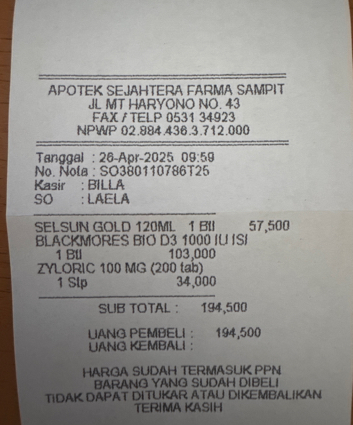 APOTEK SEJAHTERA FARMA SAMPIT
JL MT HARYONO NO. 43
FAX / TELP 0531 34923
NPWP 02.984.436.3.712.000
Tanggal : 26-Apr-2025 09:59
No. Nota : SO380110786T25
Kasir : BILLA
SO : LAELA
SELSUN GOLD 120ML 1 Btl 57,500
BLACKMORES BIO D3 1000 IU ISI
1 Btl 103,000
ZYLORIC 100 MG (200 tab)
1 Slp 34,000
SUB TOTAL : 194,500
UANG PEMBELI : 194,500
UANG KEMBALI :
HARGA SUDAH TERMASUK PPN
BARANG YANG SUDAH DIBELI
TIDAK DAPAT DITUKAR ATAU DIKEMBALIKAN
TERIMA KASIH